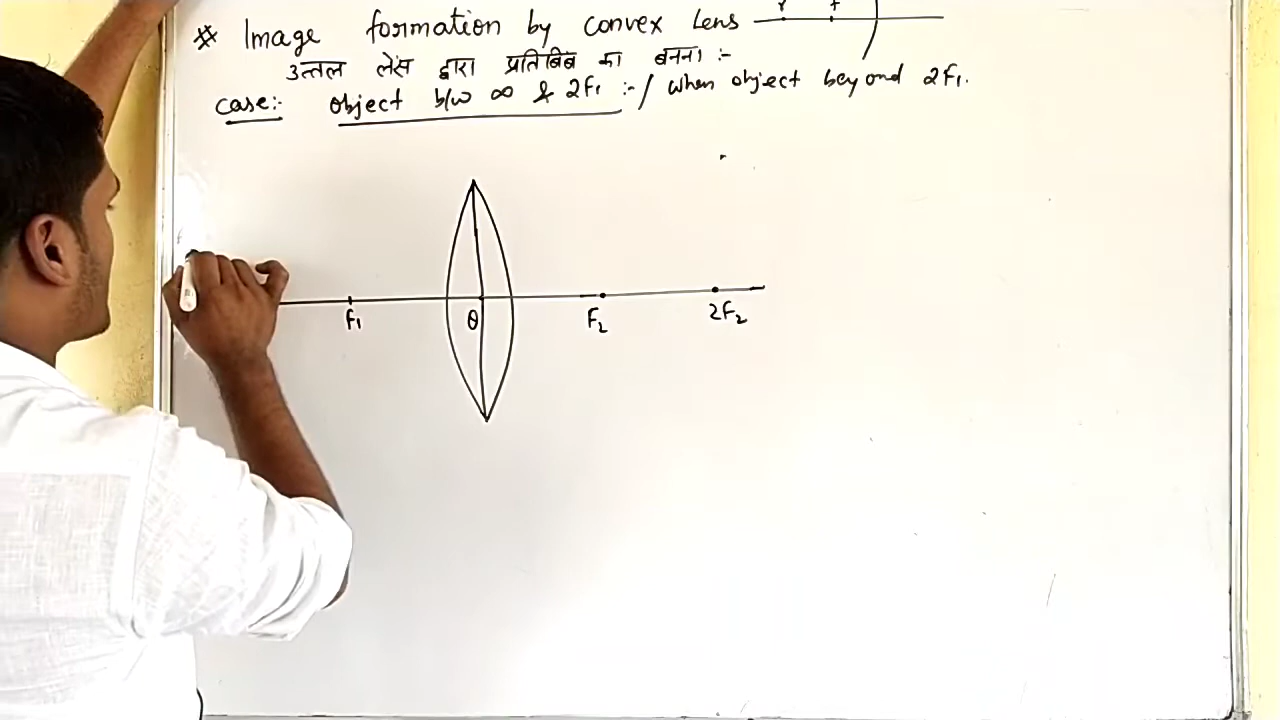 * Image formation by convex Lens
उत्तल लेंस द्वारा प्रतिबिंब का बनना :-
case:- object b/w ∞ & 2F₁ :- / when object beyond 2F₁.
F₁ O F₂ 2F₂